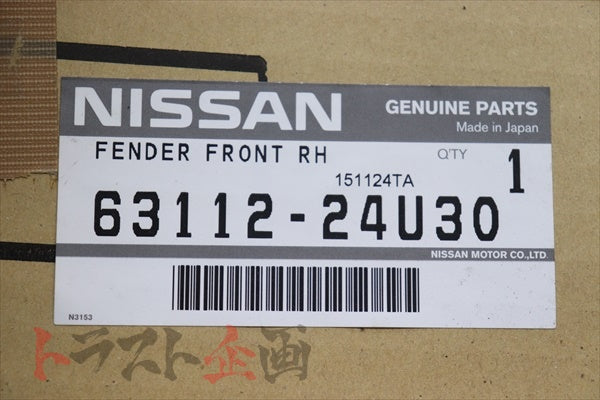 NISSAN
GENUINE PARTS
Made in Japan
FENDER FRONT RH
Q'TY 1
151124TA
63112-24U30
NISSAN MOTOR CO.,LTD.
N3153
トラスト企画